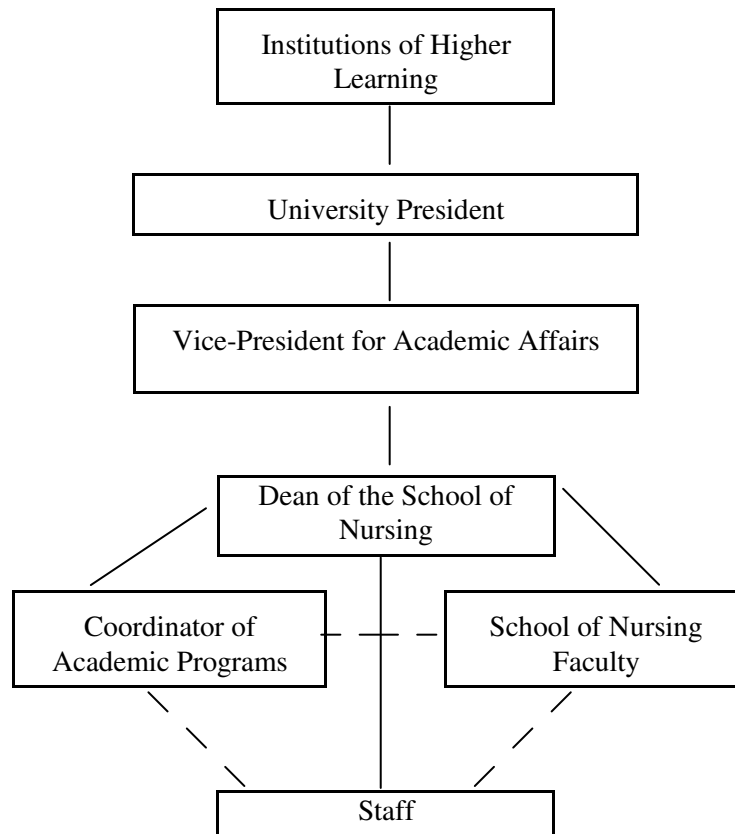 Institutions of Higher
Learning
University President
Vice-President for Academic Affairs
Dean of the School of
Nursing
Coordinator of
Academic Programs
School of Nursing
Faculty
Staff